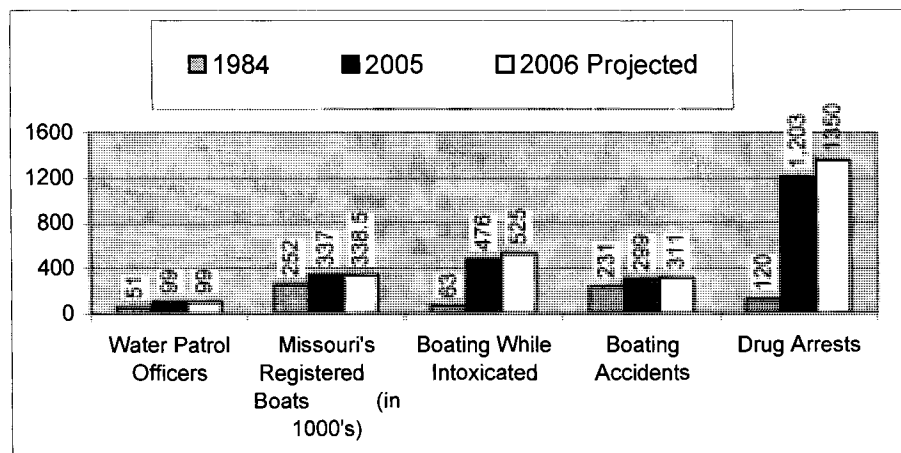 1984 2005 2006 Projected
1600
1200
800
400
0
51 99 99
252 337 338.5
63 476 525
231 299 311
120 1,203 1350
Water Patrol
Officers
Missouri's
Registered
Boats (in
1000's)
Boating While
Intoxicated
Boating
Accidents
Drug Arrests